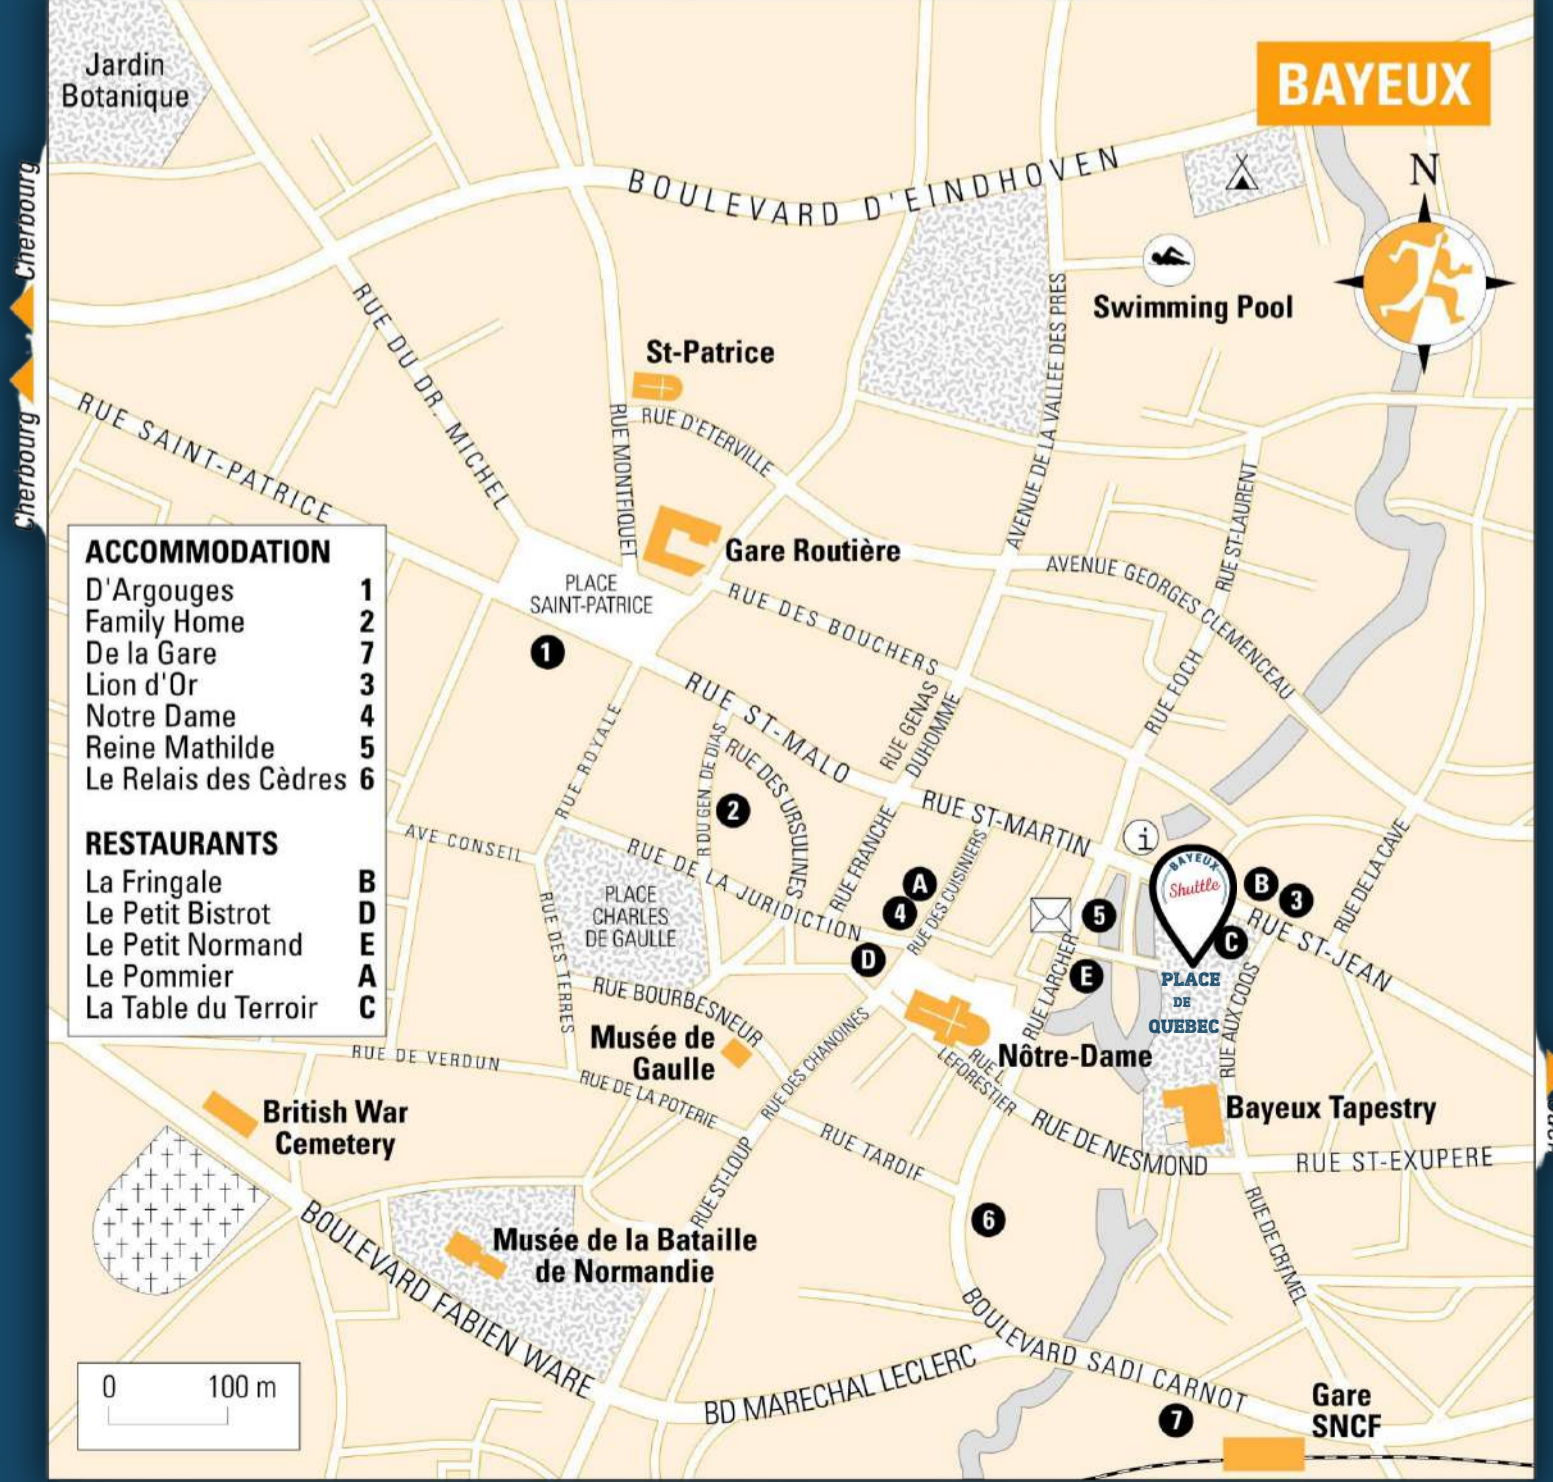 BAYEUX
N
Jardin
Botanique
Cherbourg
Cherbourg
BOULEVARD D'EINDHOVEN
Swimming Pool
RUE DU DR. MICHEL
St-Patrice
RUE D'ETERVILLE
RUE MONTFIQUET
AVENUE DE LA VALLEE DES PRES
RUE SAINT-PATRICE
RUE ST-LAURENT
Gare Routière
AVENUE GEORGES CLEMENCEAU
PLACE
SAINT-PATRICE
RUE DES BOUCHERS
1
RUE FOCH
RUE GENAS
DUHOMME
RUE ST-MALO
RUE ROYALE
R DU GEN. DE DIAS
RUE DES URSULINES
2
RUE ST-MARTIN
i
ACCOMMODATION
D'Argouges 1
Family Home 2
De la Gare 7
Lion d'Or 3
Notre Dame 4
Reine Mathilde 5
Le Relais des Cèdres 6
RESTAURANTS
La Fringale B
Le Petit Bistrot D
Le Petit Normand E
Le Pommier A
La Table du Terroir C
AVE CONSEIL
RUE DE LA JURIDICTION
RUE FRANCHE
RUE DES CUISINIERS
A
4
D
5
E
BAYEUX
Shuttle
B
3
C
RUE DE LA CAVE
RUE ST-JEAN
PLACE
CHARLES
DE GAULLE
RUE DES TERRES
RUE BOURBESNEUR
RUE LARCHER
PLACE
DE
QUEBEC
RUE AUX COQS
Musée de
Gaulle
RUE DES CHANOINES
Nôtre-Dame
RUE L
LEFORESTIER
RUE DE VERDUN
RUE DE LA POTERIE
British War
Cemetery
RUE TARDIF
RUE DE NESMOND
Bayeux Tapestry
RUE ST-EXUPERE
RUE ST-LOUP
6
RUE DE CRIMEL
Musée de la Bataille
de Normandie
BOULEVARD FABIEN WARE
BOULEVARD SADI CARNOT
BD MARECHAL LECLERC
7
Gare
SNCF
0 100 m